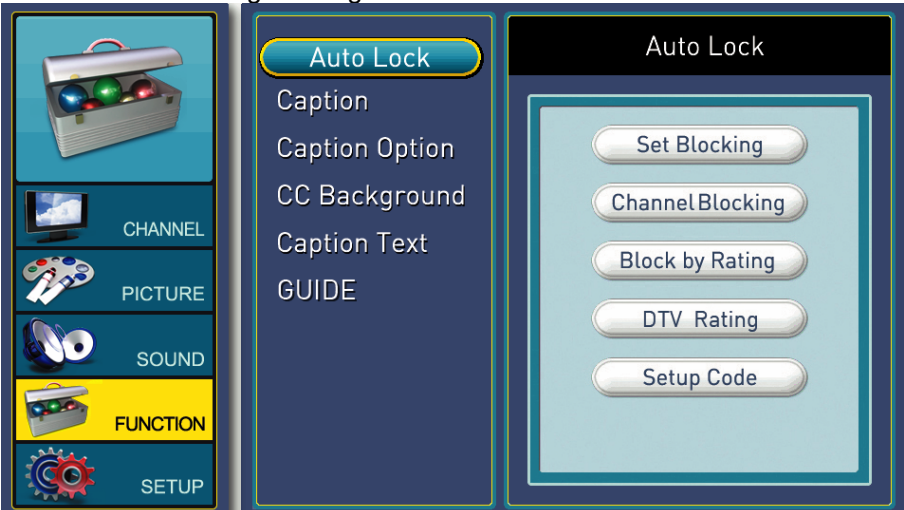 CHANNEL
PICTURE
SOUND
FUNCTION
SETUP
Auto Lock
Caption
Caption Option
CC Background
Caption Text
GUIDE
Auto Lock
Set Blocking
Channel Blocking
Block by Rating
DTV Rating
Setup Code